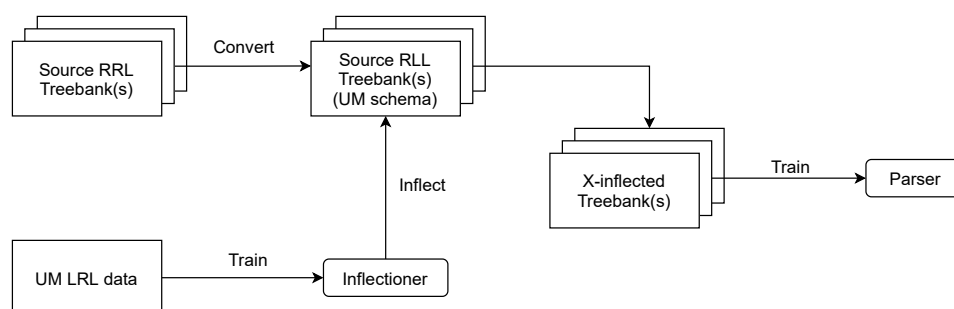 Source RRL
Treebank(s)
Convert
Source RLL
Treebank(s)
(UM schema)
Inflect
X-inflected
Treebank(s)
Train
Parser
UM LRL data
Train
Inflectioner